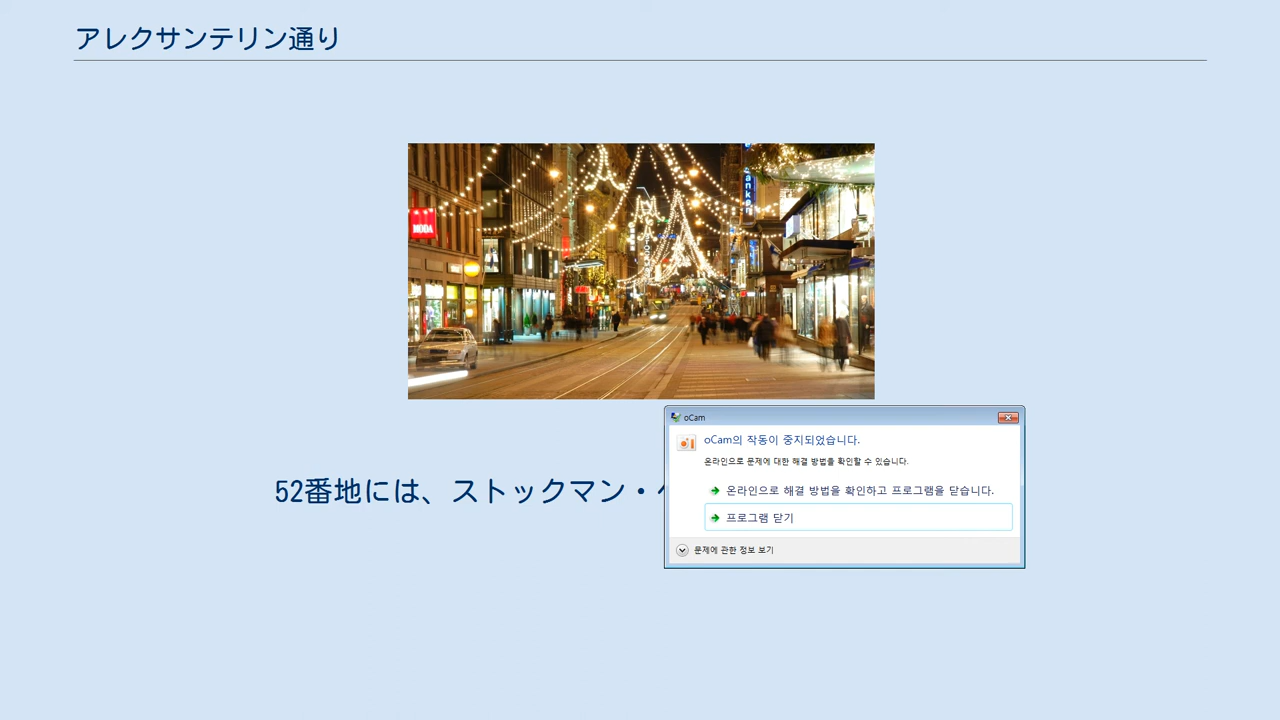 アレクサンテリン通り
MODA
52番地には、ストックマン・
oCam
oCam의 작동이 중지되었습니다.
온라인으로 문제에 대한 해결 방법을 확인할 수 있습니다.
온라인으로 해결 방법을 확인하고 프로그램을 닫습니다.
프로그램 닫기
문제에 관한 정보 보기